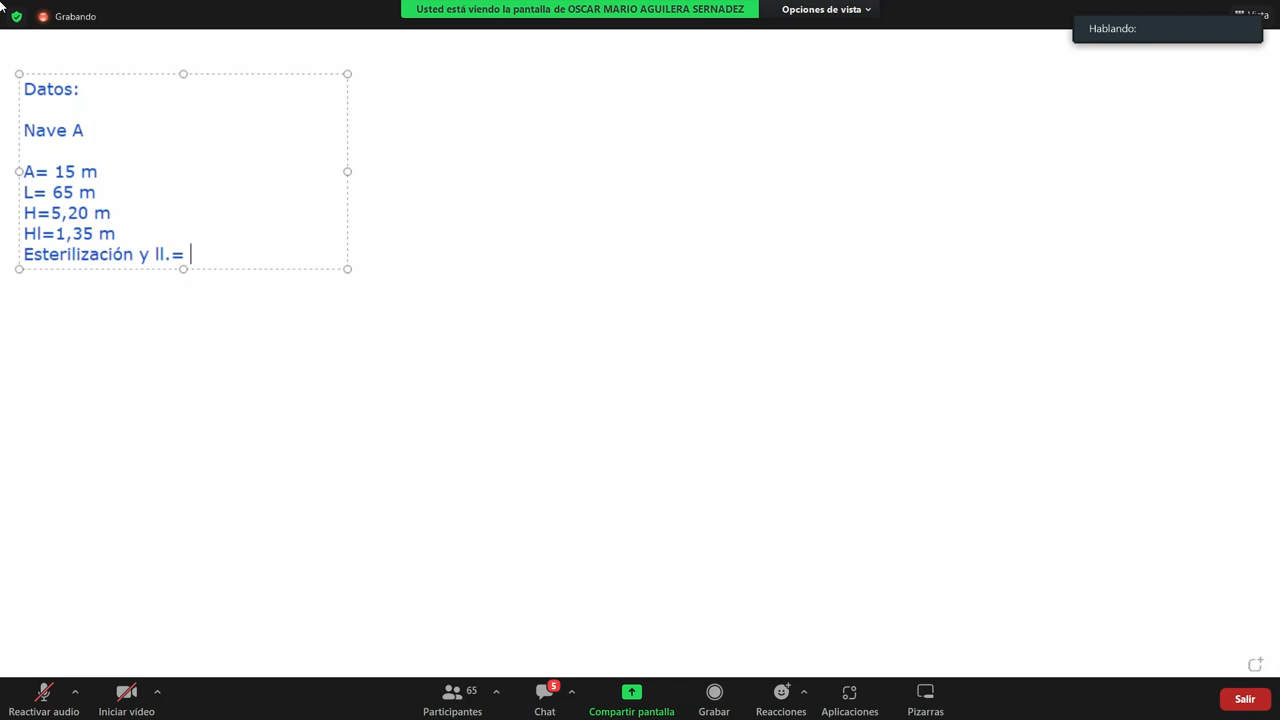 Grabando
Usted está viendo la pantalla de OSCAR MARIO AGUILERA SERNADEZ
Opciones de vista
Vista
Hablando:
Datos:
Nave A
A= 15 m
L= 65 m
H=5,20 m
Hl=1,35 m
Esterilización y ll.=
Reactivar audio
Iniciar video
65
Participantes
5
Chat
Compartir pantalla
Grabar
Reacciones
Aplicaciones
Pizarras
Salir